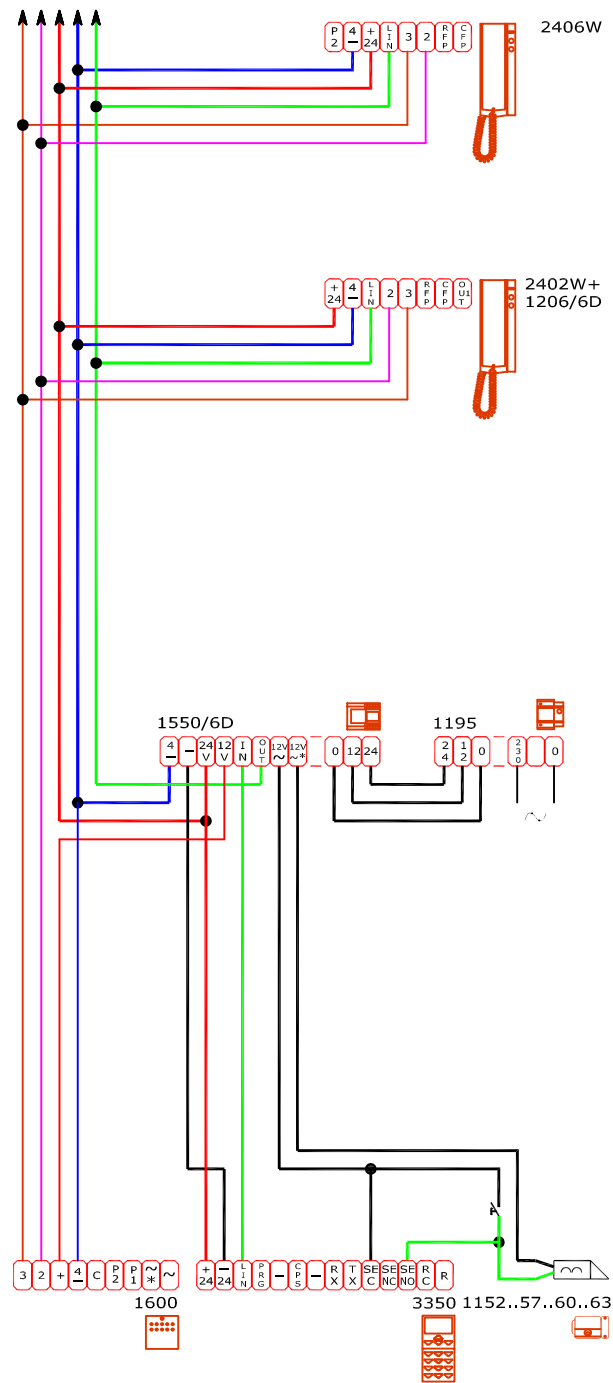 P2 4− +24 LIN 3 2 RFP CFP
2406W
+24 4− LIN 2 3 RFP CFP OU1T
2402W+
1206/6D
1550/6D
1195
4− − 24V 12V IN OUT 12V~ 12V~* 0 12 24
24 12 0 230 0
3 2 + 4− C P2 P1 ~* ~
+24 −24 LIN PRG − CPS − RX TX SEC SENC SENO RC R
1600
3350
1152..57..60..63